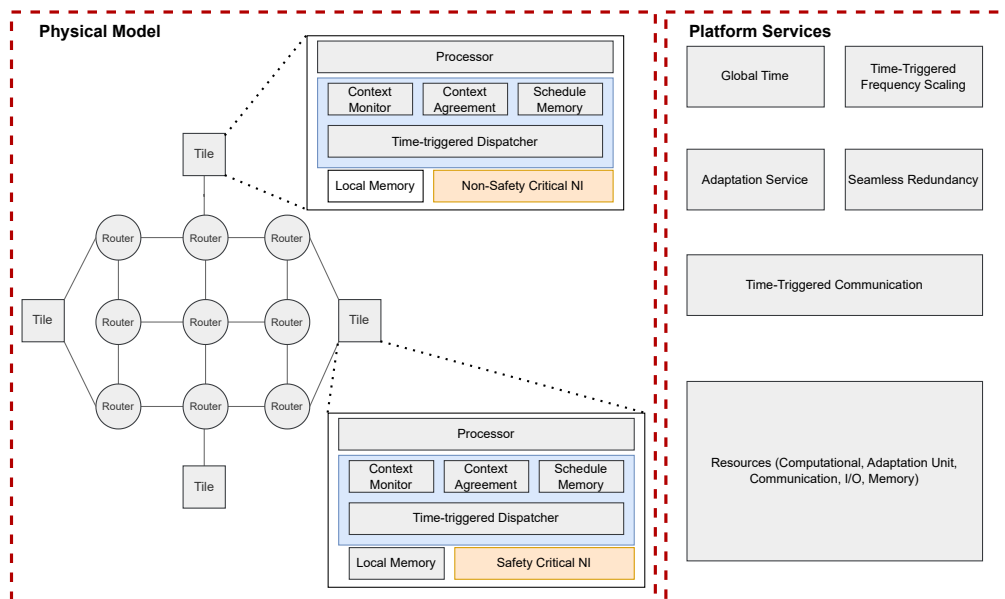 Physical Model
Processor
Context
Monitor
Context
Agreement
Schedule
Memory
Time-triggered Dispatcher
Local Memory
Non-Safety Critical NI
Tile
Router
Router
Router
Tile
Router
Router
Router
Tile
Router
Router
Router
Tile
Processor
Context
Monitor
Context
Agreement
Schedule
Memory
Time-triggered Dispatcher
Local Memory
Safety Critical NI
Platform Services
Global Time
Time-Triggered
Frequency Scaling
Adaptation Service
Seamless Redundancy
Time-Triggered Communication
Resources (Computational, Adaptation Unit,
Communication, I/O, Memory)